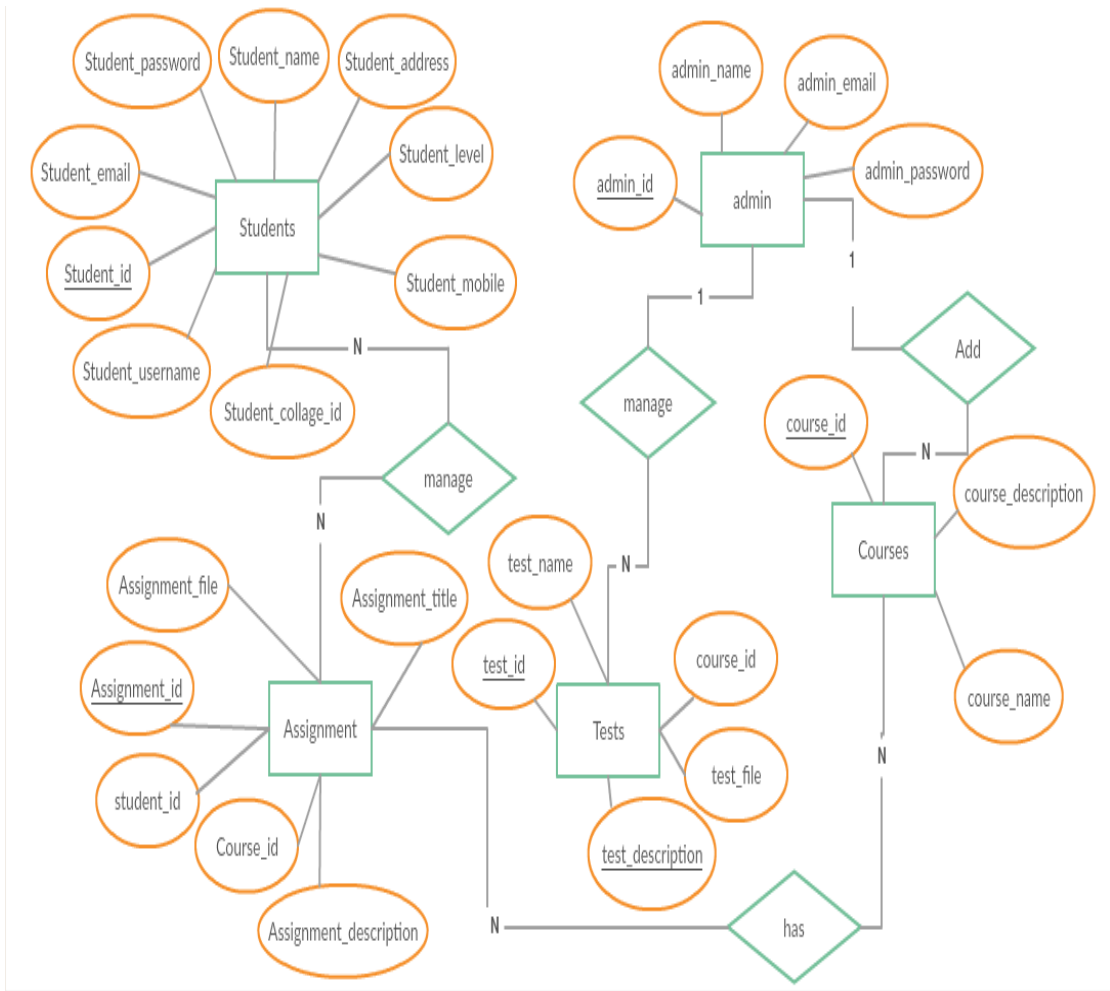 Student_password
Student_name
Student_address
Student_email
Student_level
Students
Student_id
Student_mobile
Student_username
Student_collage_id
N
manage
N
admin_name
admin_email
admin_id
admin
admin_password
1
1
manage
Add
N
course_id
N
course_description
Courses
course_name
N
Assignment_file
Assignment_title
Assignment_id
Assignment
student_id
Course_id
Assignment_description
test_name
test_id
course_id
Tests
test_file
test_description
N
has